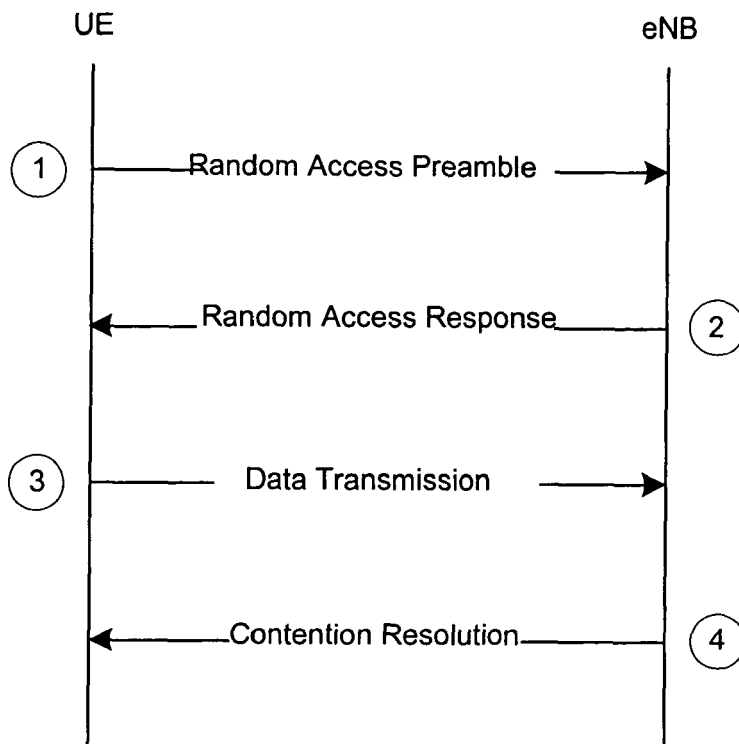 UE
eNB
1
Random Access Preamble
Random Access Response
2
3
Data Transmission
Contention Resolution
4